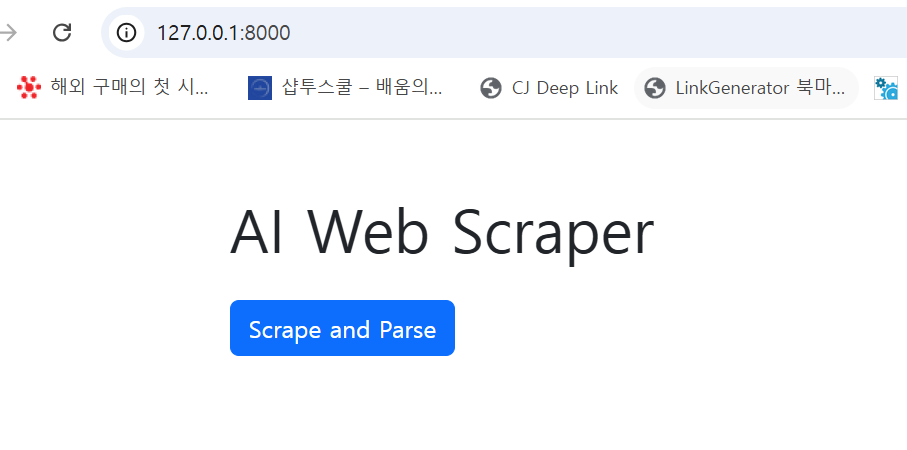 127.0.0.1:8000
해외 구매의 첫 시... 샵투스쿨 – 배움의... CJ Deep Link LinkGenerator 북마...
AI Web Scraper
Scrape and Parse